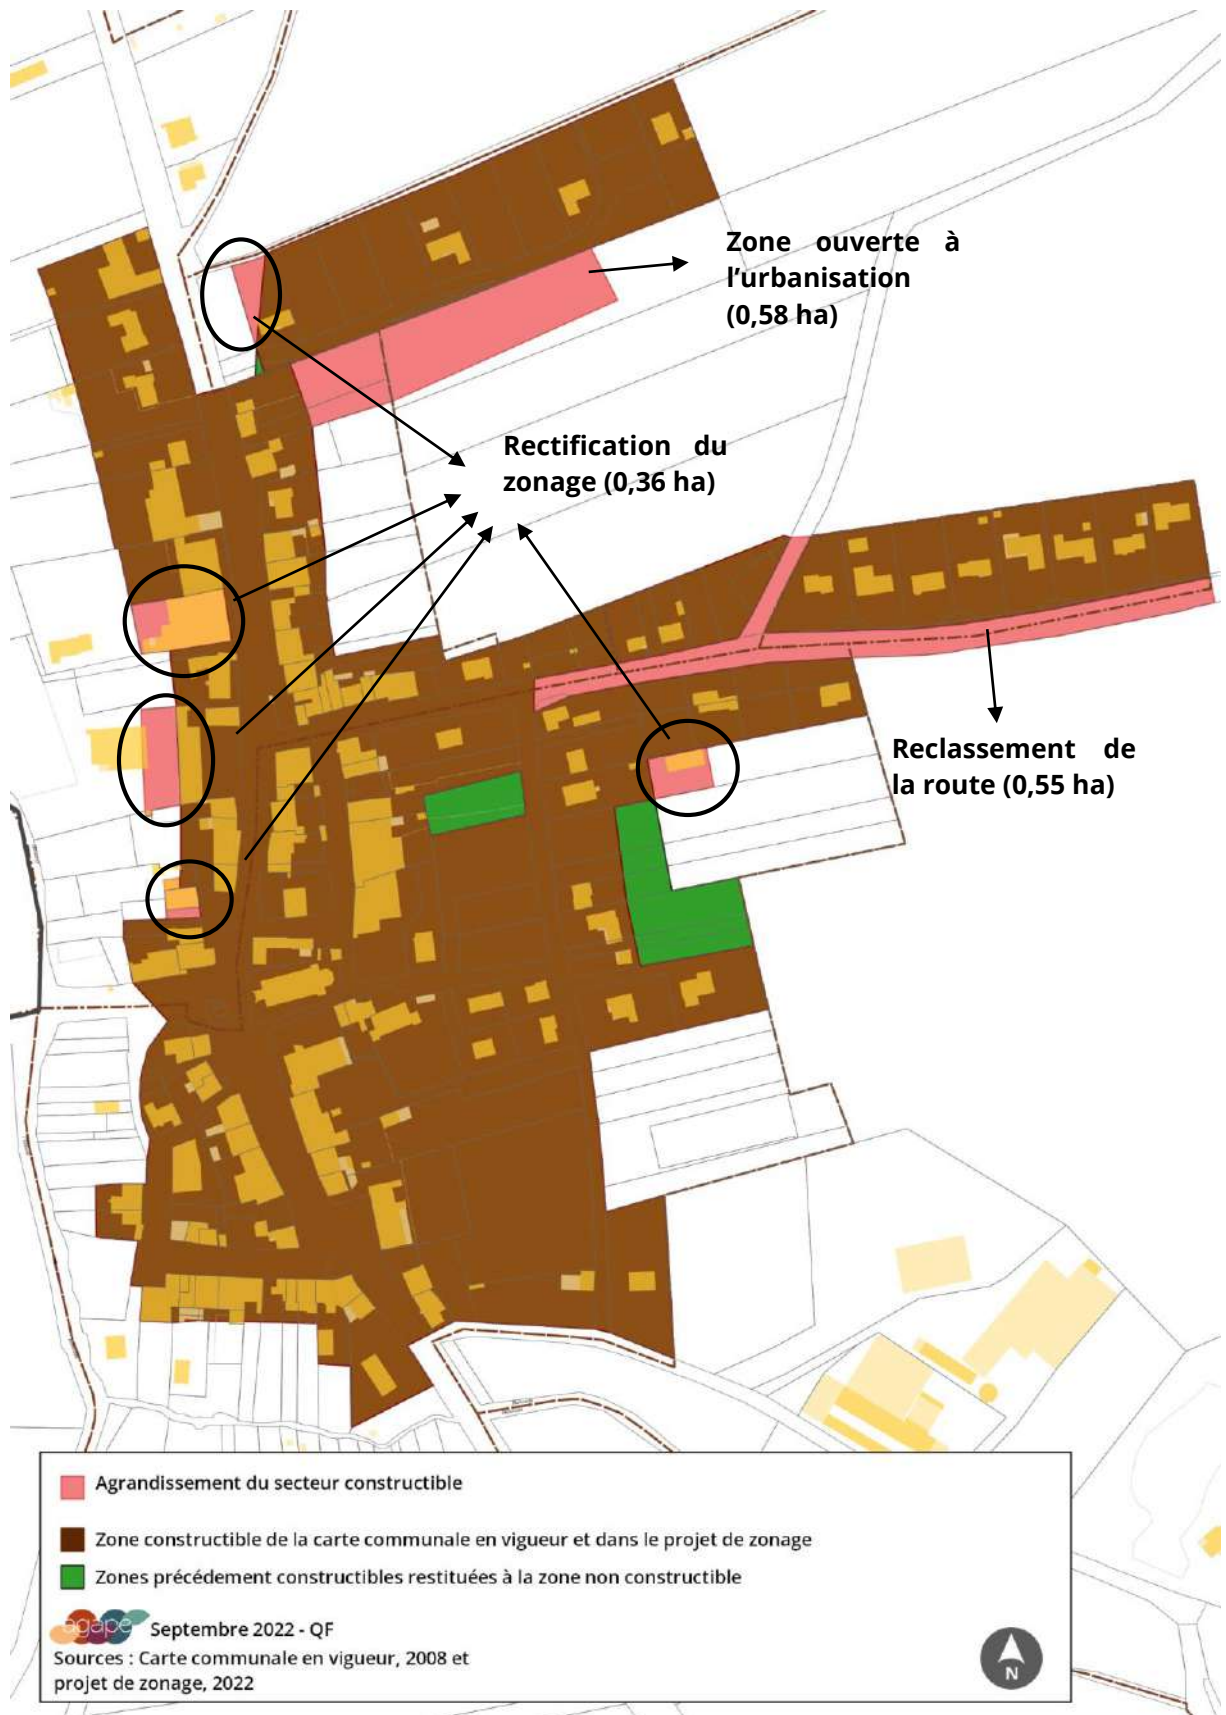 Zone ouverte à
l’urbanisation
(0,58 ha)
Rectification du
zonage (0,36 ha)
Reclassement de
la route (0,55 ha)
Agrandissement du secteur constructible
Zone constructible de la carte communale en vigueur et dans le projet de zonage
Zones précédement constructibles restituées à la zone non constructible
agape Septembre 2022 - QF
Sources : Carte communale en vigueur, 2008 et
projet de zonage, 2022
N